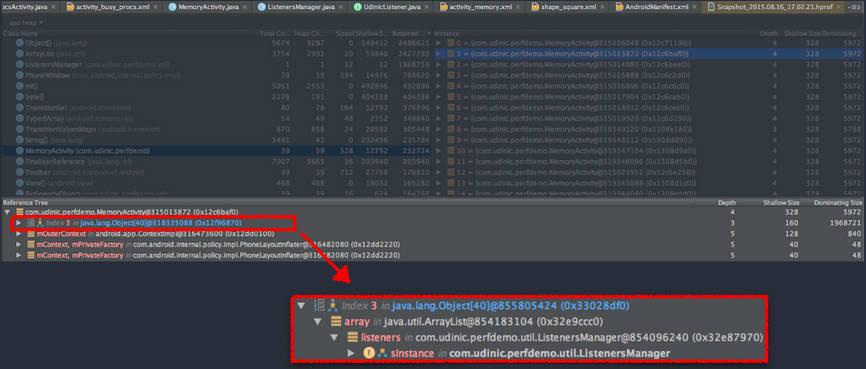 ocsActivity.java activity_busy_procs.xml MemoryActivity.java ListenersManager.java UdinicListener.java activity_memory.xml shape_square.xml AndroidManifest.xml Snapshot_2015.08.16_17.02.21.hprof
app heap
Class Name Total Co... Heap Co... Sizeof Shallow S... Retained... Instance Depth Shallow Size Dominating...
Object[] (java.lang) 5674 3297 0 148412 2498625 0 = {com.udinic.perfdemo.MemoryActivity@315036048 (0x12c71190)} 4 328 5972
ArrayList (java.util) 3754 2992 20 59840 2427783 1 = {com.udinic.perfdemo.MemoryActivity@315013872 (0x12c6baf0)} 4 328 5972
ListenersManager (com.udinic.perfdemo.util) 1 1 12 12 1968753 2 = {com.udinic.perfdemo.MemoryActivity@315014880 (0x12c6bee0)} 4 328 5972
PhoneWindow (com.android.internal.policy.impl) 39 39 384 14976 788620 3 = {com.udinic.perfdemo.MemoryActivity@315015888 (0x12c6c2d0)} 4 328 5972
int[] 5051 2553 0 492896 492896 4 = {com.udinic.perfdemo.MemoryActivity@315016896 (0x12c6c6c0)} 4 328 5972
byte[] 2276 191 0 404388 404388 5 = {com.udinic.perfdemo.MemoryActivity@315017904 (0x12c6cab0)} 4 328 5972
TransitionSet (android.transition) 80 78 164 12792 376896 6 = {com.udinic.perfdemo.MemoryActivity@315018912 (0x12c6cea0)} 4 328 5972
TypedArray (android.content.res) 54 49 48 2352 348840 7 = {com.udinic.perfdemo.MemoryActivity@315019920 (0x12c6d290)} 4 328 5972
TransitionValuesMaps (android.transition) 870 858 24 20592 305448 8 = {com.udinic.perfdemo.MemoryActivity@319349120 (0x1308e180)} 3 328 5972
String[] (java.lang) 1491 43 0 232456 235784 9 = {com.udinic.perfdemo.MemoryActivity@319347104 (0x1308d9a0)} 4 328 5972
MemoryActivity (com.udinic.perfdemo) 39 39 328 12792 232724 10 = {com.udinic.perfdemo.MemoryActivity@319348112 (0x1308dd90)} 4 328 5972
FinalizerReference (java.lang.ref) 7007 5665 36 203940 203940 11 = {com.udinic.perfdemo.MemoryActivity@319346096 (0x1308d5b0)} 4 328 5972
Toolbar (android.support.v7.widget) 39 39 712 27768 170820 12 = {com.udinic.perfdemo.MemoryActivity@315023952 (0x12c6e250)} 4 328 5972
View[] (android.view) 468 468 0 19032 165282 13 = {com.udinic.perfdemo.MemoryActivity@319345088 (0x1308d1c0)} 4 328 5972
Reference Tree Depth Shallow Size Dominating Size
com.udinic.perfdemo.MemoryActivity@315013872 (0x12c6baf0) 4 328 5972
Index 3 in java.lang.Object[40]@318335088 (0x12f96870) 3 160 1968721
mOuterContext in android.app.ContextImpl@316473600 (0x12dd0100) 5 128 840
mContext, mPrivateFactory in com.android.internal.policy.impl.PhoneLayoutInflater@316482080 (0x12dd2220) 5 40 48
mContext, mPrivateFactory in com.android.internal.policy.impl.PhoneLayoutInflater@316482080 (0x12dd2220) 5 40 48
Index 3 in java.lang.Object[40]@855805424 (0x33028df0)
array in java.util.ArrayList@854183104 (0x32e9ccc0)
listeners in com.udinic.perfdemo.util.ListenersManager@854096240 (0x32e87970)
sInstance in com.udinic.perfdemo.util.ListenersManager